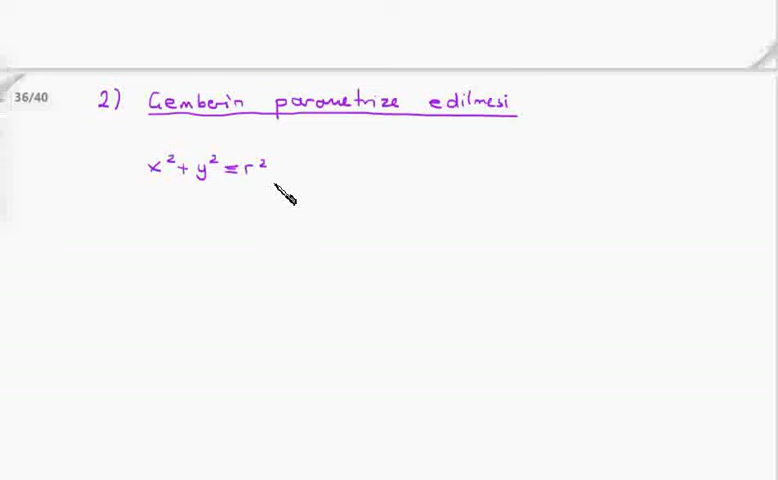 36/40
2) Çemberin parametrize edilmesi
x² + y² = r²